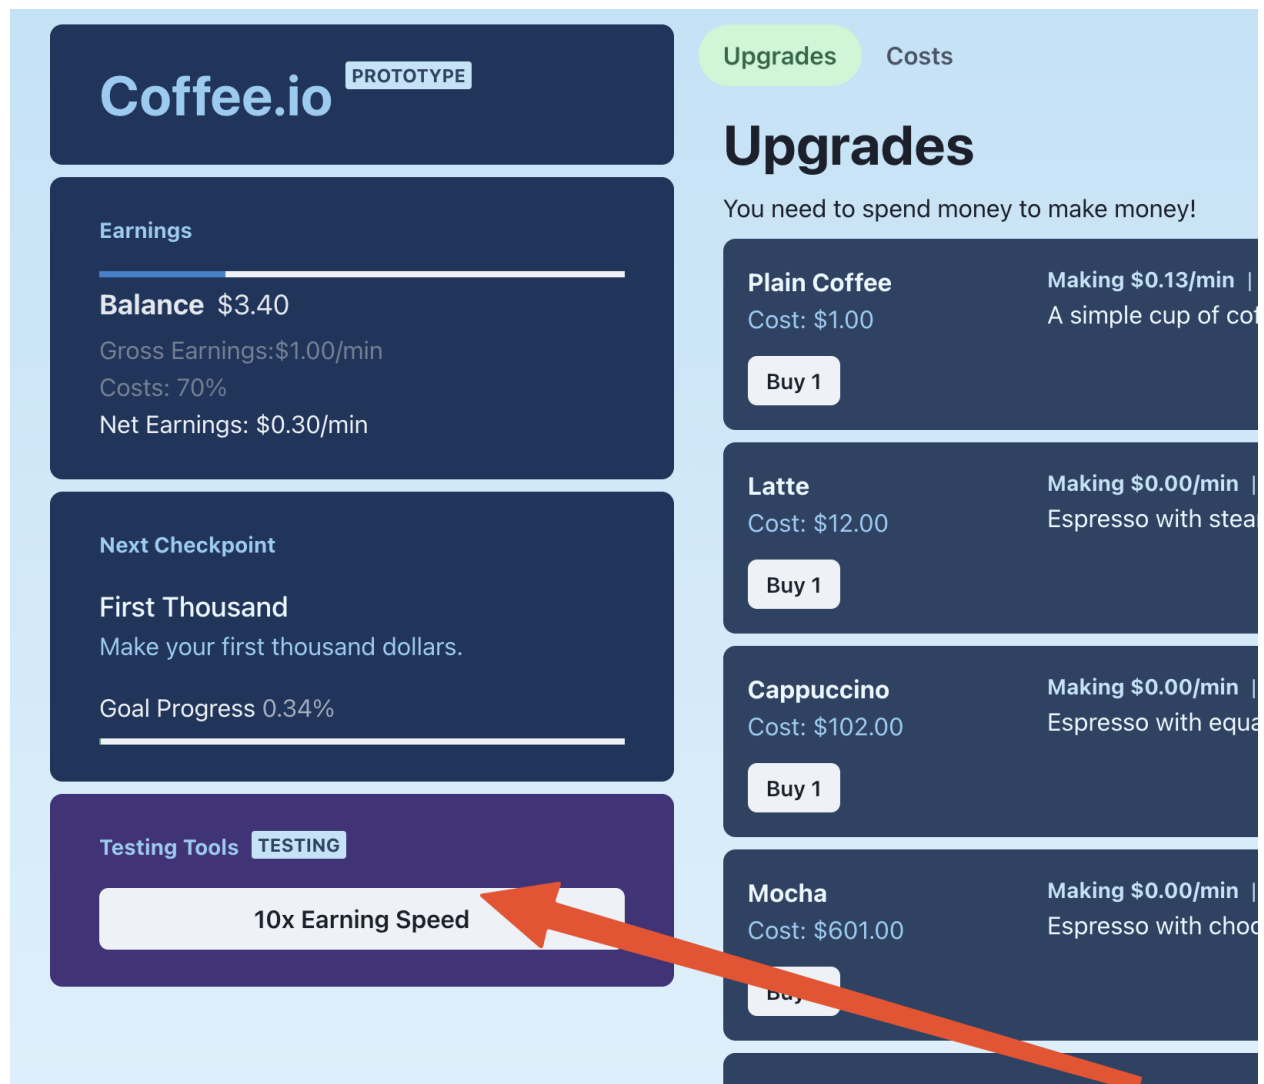 Coffee.io PROTOTYPE
Earnings
Balance $3.40
Gross Earnings:$1.00/min
Costs: 70%
Net Earnings: $0.30/min
Next Checkpoint
First Thousand
Make your first thousand dollars.
Goal Progress 0.34%
Testing Tools TESTING
10x Earning Speed
Upgrades Costs
Upgrades
You need to spend money to make money!
Plain Coffee
Cost: $1.00
Buy 1
Making $0.13/min |
A simple cup of
Latte
Cost: $12.00
Buy 1
Making $0.00/min |
Espresso with
Cappuccino
Cost: $102.00
Buy 1
Making $0.00/min |
Espresso with
Mocha
Cost: $601.00
Buy
Making $0.00/min |
Espresso with